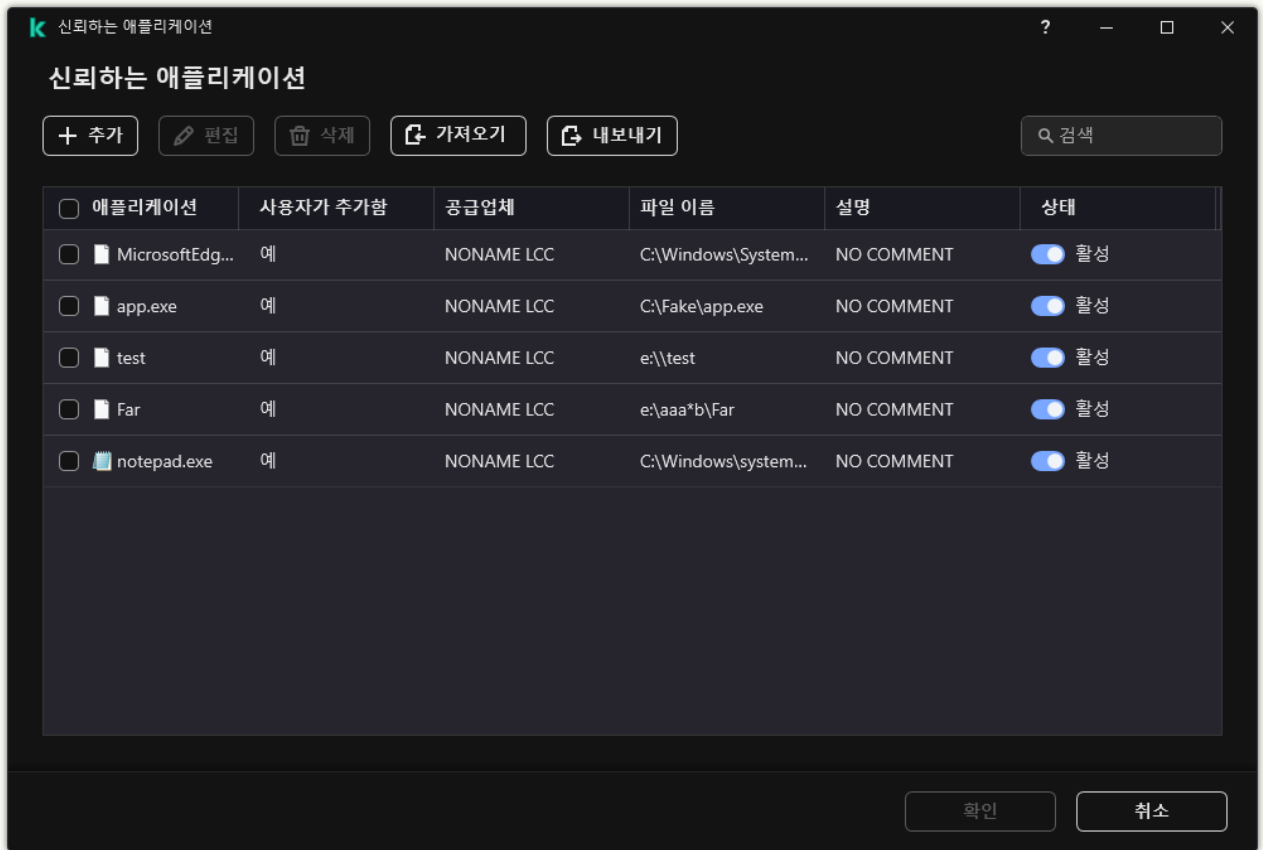 신뢰하는 애플리케이션
신뢰하는 애플리케이션
추가 편집 삭제 가져오기 내보내기 검색
애플리케이션 사용자가 추가함 공급업체 파일 이름 설명 상태
MicrosoftEdg... 예 NONAME LCC C:\Windows\System... NO COMMENT 활성
app.exe 예 NONAME LCC C:\Fake\app.exe NO COMMENT 활성
test 예 NONAME LCC e:\\test NO COMMENT 활성
Far 예 NONAME LCC e:\aaa*b\Far NO COMMENT 활성
notepad.exe 예 NONAME LCC C:\Windows\system... NO COMMENT 활성
확인 취소